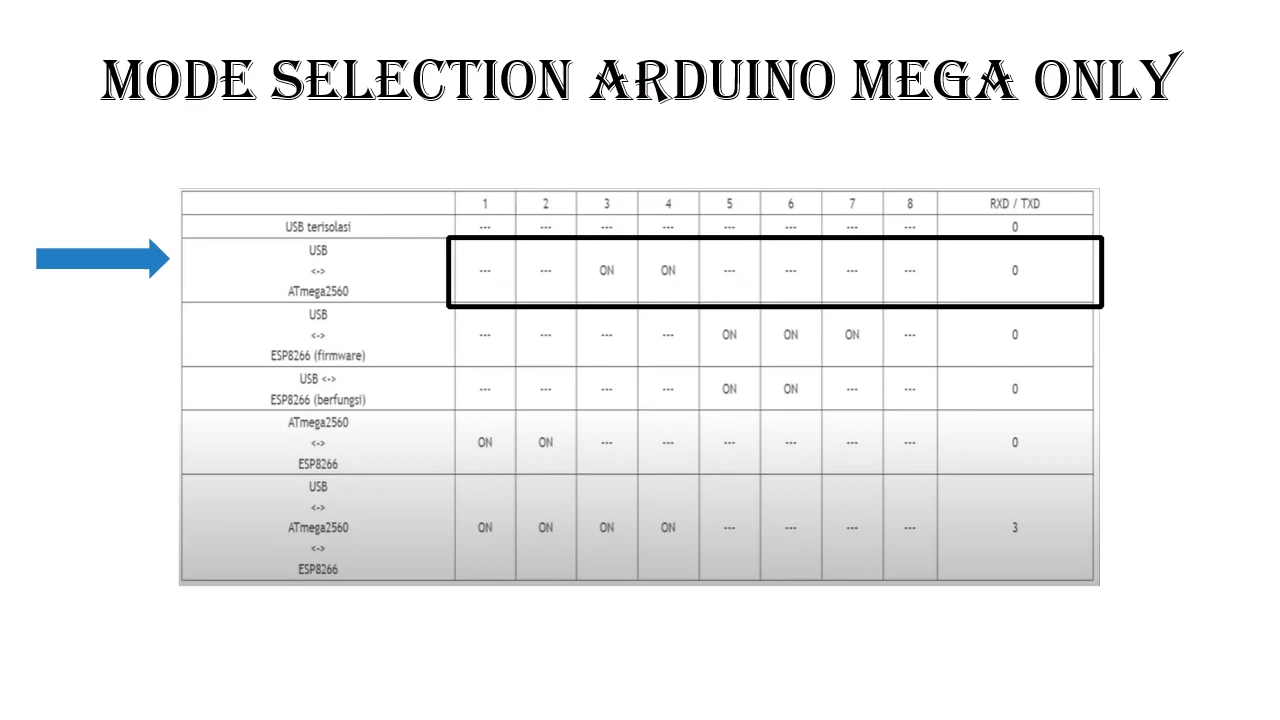 MODE SELECTION ARDUINO MEGA ONLY
1 2 3 4 5 6 7 8 RXD / TXD
USB terisolasi --- --- --- --- --- --- --- --- 0
USB
<->
ATmega2560
--- --- ON ON --- --- --- --- 0
USB
<->
ESP8266 (firmware)
--- --- --- --- ON ON ON --- 0
USB <->
ESP8266 (berfungsi)
--- --- --- --- ON ON --- --- 0
ATmega2560
<->
ESP8266
ON ON --- --- --- --- --- --- 0
USB
<->
ATmega2560
<->
ESP8266
ON ON ON ON --- --- --- --- 3